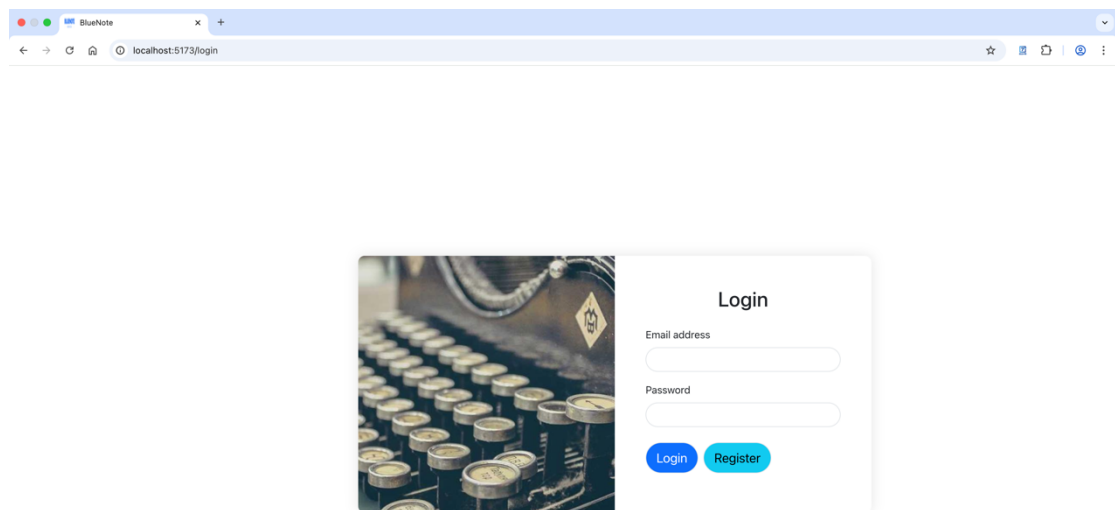 BlueNote
localhost:5173/login
Login
Email address
Password
Login Register